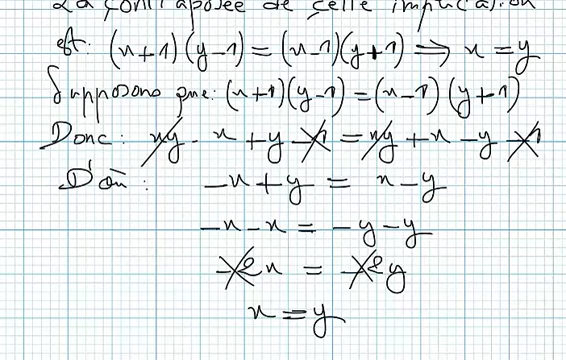 La contraposée de cette implication
est: (x+1)(y-1)=(x-1)(y+1) ⟹ x=y
Supposons que: (x+1)(y-1)=(x-1)(y+1)
Donc: xy - x + y - 1 = xy + x - y - 1
D'où: -x+y = x-y
-x-x = -y-y
-2x = -2y
x = y